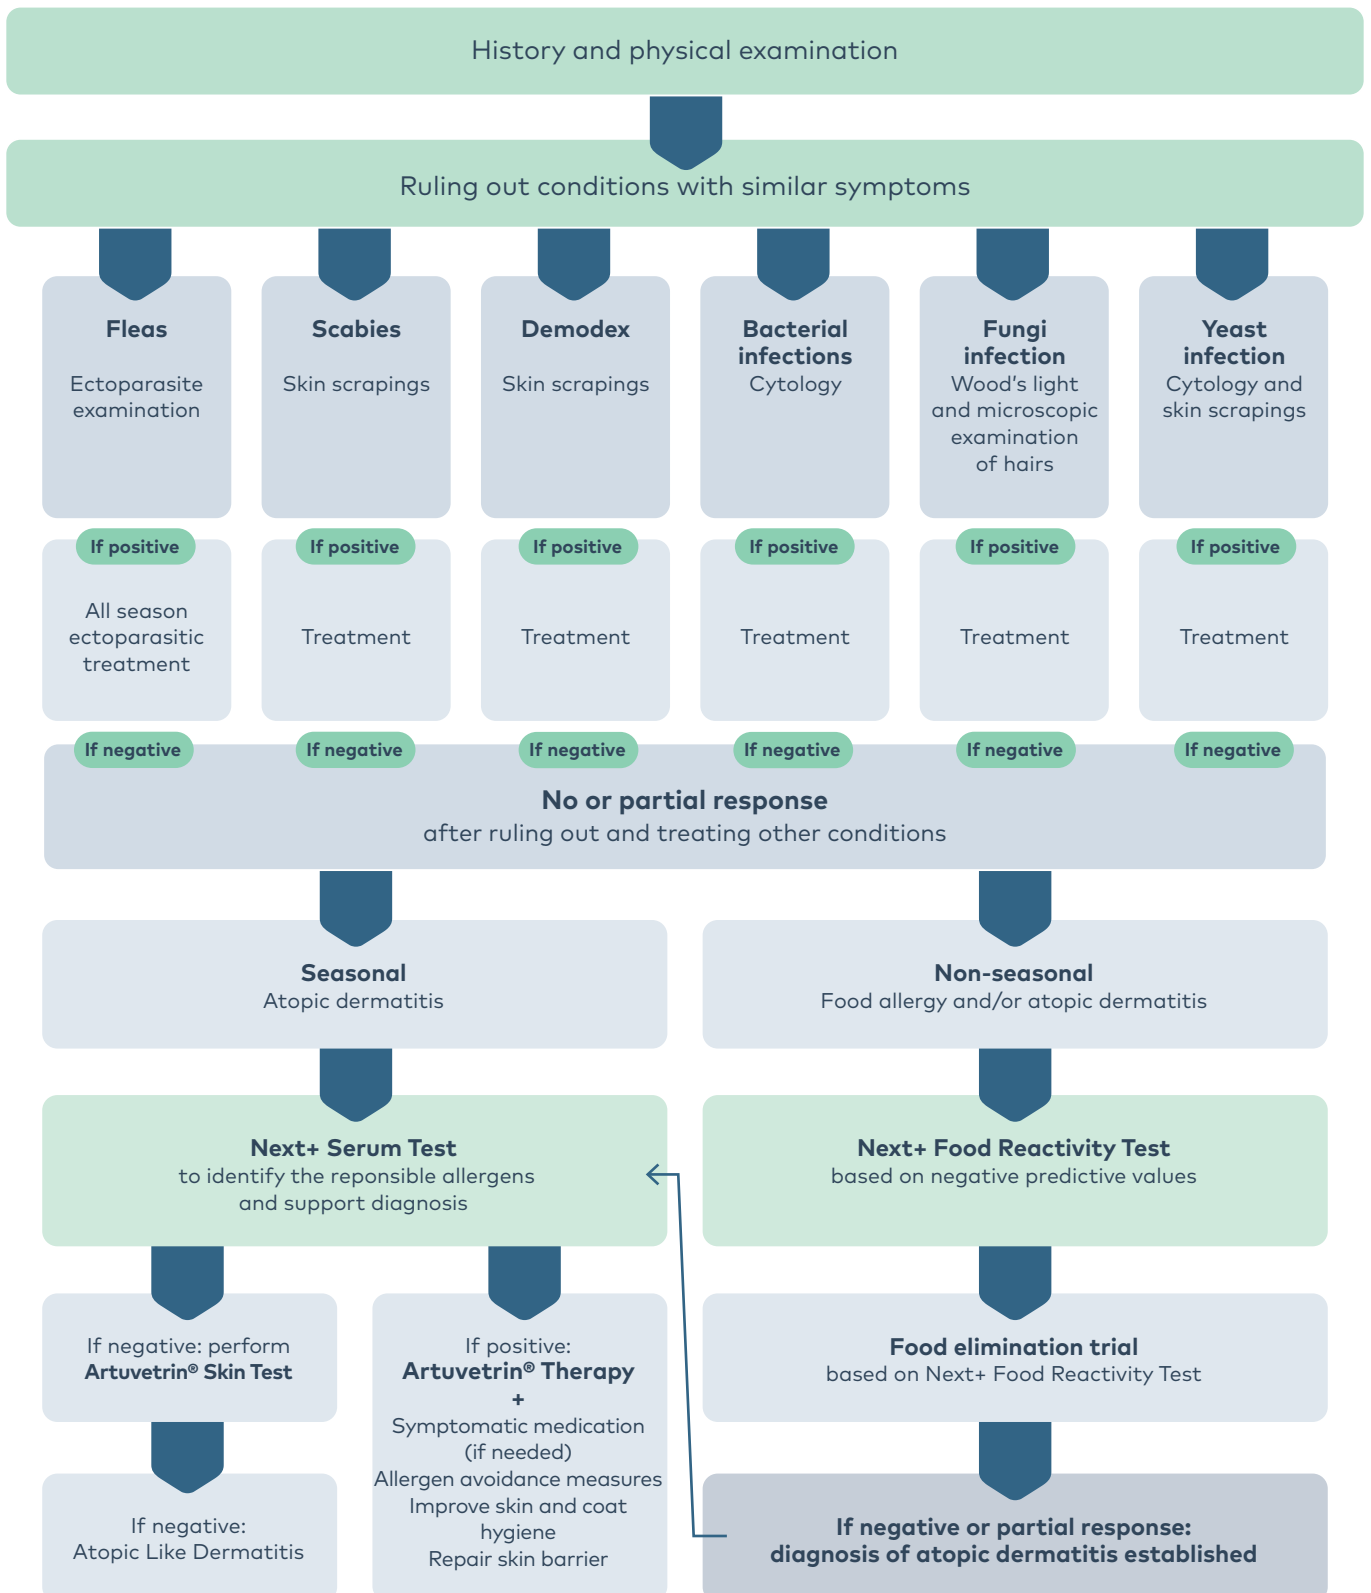 History and physical examination
Ruling out conditions with similar symptoms
Fleas
Ectoparasite
examination
Scabies
Skin scrapings
Demodex
Skin scrapings
Bacterial
infections
Cytology
Fungi
infection
Wood's light
and microscopic
examination
of hairs
Yeast
infection
Cytology and
skin scrapings
If positive
All season
ectoparasitic
treatment
If positive
Treatment
If positive
Treatment
If positive
Treatment
If positive
Treatment
If positive
Treatment
If negative
If negative
If negative
If negative
If negative
If negative
No or partial response
after ruling out and treating other conditions
Seasonal
Atopic dermatitis
Non-seasonal
Food allergy and/or atopic dermatitis
Next+ Serum Test
to identify the reponsible allergens
and support diagnosis
Next+ Food Reactivity Test
based on negative predictive values
If negative: perform
Artuvetrin® Skin Test
If positive:
Artuvetrin® Therapy
+
Symptomatic medication
(if needed)
Allergen avoidance measures
Improve skin and coat
hygiene
Repair skin barrier
Food elimination trial
based on Next+ Food Reactivity Test
If negative:
Atopic Like Dermatitis
If negative or partial response:
diagnosis of atopic dermatitis established